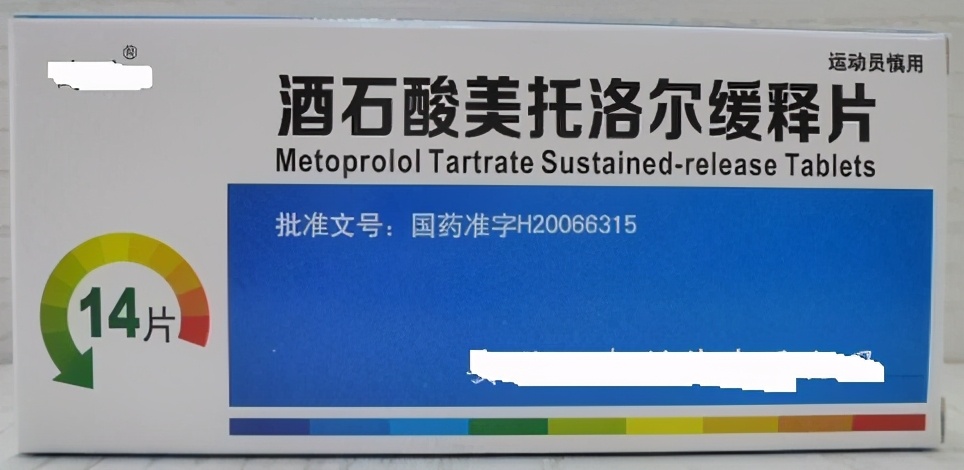 ®
运动员慎用
酒石酸美托洛尔缓释片
Metoprolol Tartrate Sustained-release Tablets
批准文号：国药准字H20066315
14片